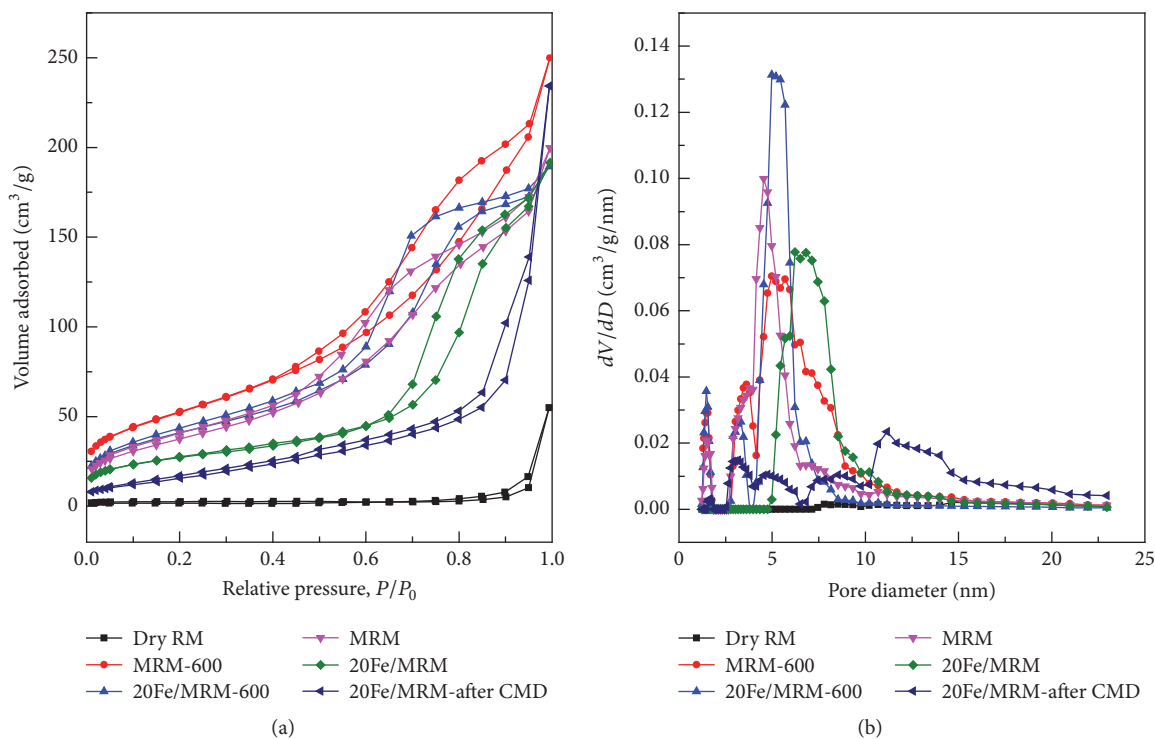 250
200
150
100
50
0
Volume adsorbed (cm³/g)
0.0 0.2 0.4 0.6 0.8 1.0
Relative pressure, P/P₀
Dry RM
MRM-600
20Fe/MRM-600
MRM
20Fe/MRM
20Fe/MRM-after CMD
(a)
0.14
0.12
0.10
0.08
0.06
0.04
0.02
0.00
dV/dD (cm³/g/nm)
0 5 10 15 20 25
Pore diameter (nm)
Dry RM
MRM-600
20Fe/MRM-600
MRM
20Fe/MRM
20Fe/MRM-after CMD
(b)